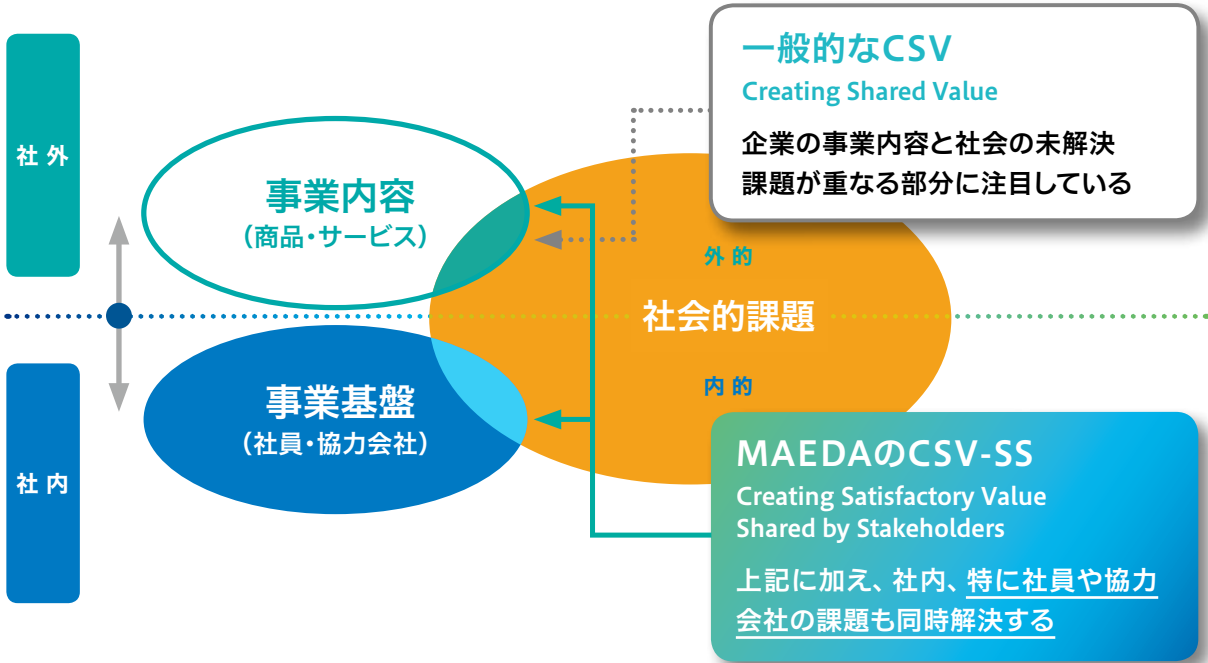 社外
事業内容
（商品・サービス）
一般的なCSV
Creating Shared Value
企業の事業内容と社会の未解決
課題が重なる部分に注目している
外的
社会的課題
内的
社内
事業基盤
（社員・協力会社）
MAEDAのCSV-SS
Creating Satisfactory Value
Shared by Stakeholders
上記に加え、社内、特に社員や協力
会社の課題も同時解決する